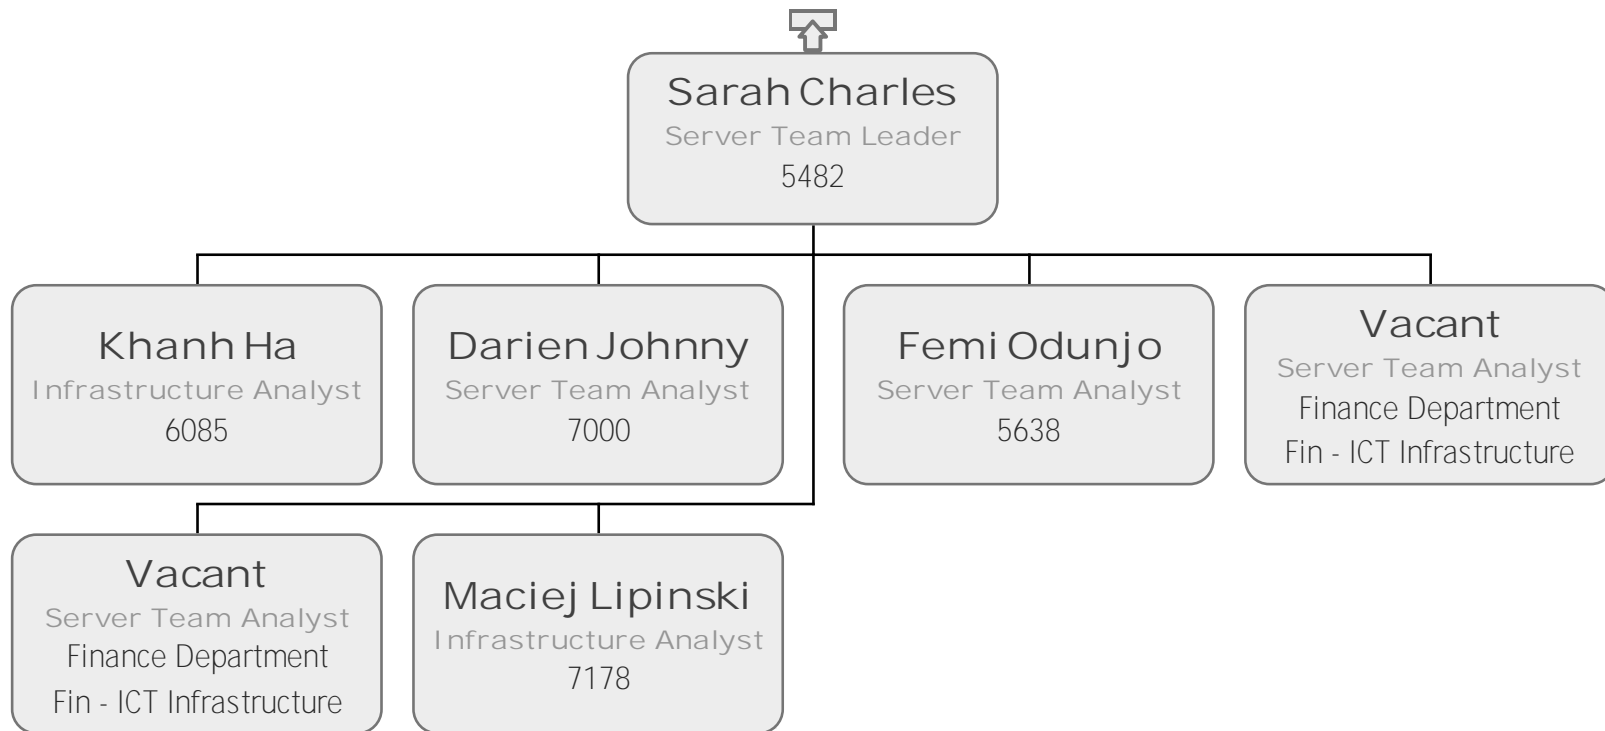 Sarah Charles
Server Team Leader
5482
Khanh Ha
Infrastructure Analyst
6085
Darien Johnny
Server Team Analyst
7000
Femi Odunjo
Server Team Analyst
5638
Vacant
Server Team Analyst
Finance Department
Fin - ICT Infrastructure
Vacant
Server Team Analyst
Finance Department
Fin - ICT Infrastructure
Maciej Lipinski
Infrastructure Analyst
7178